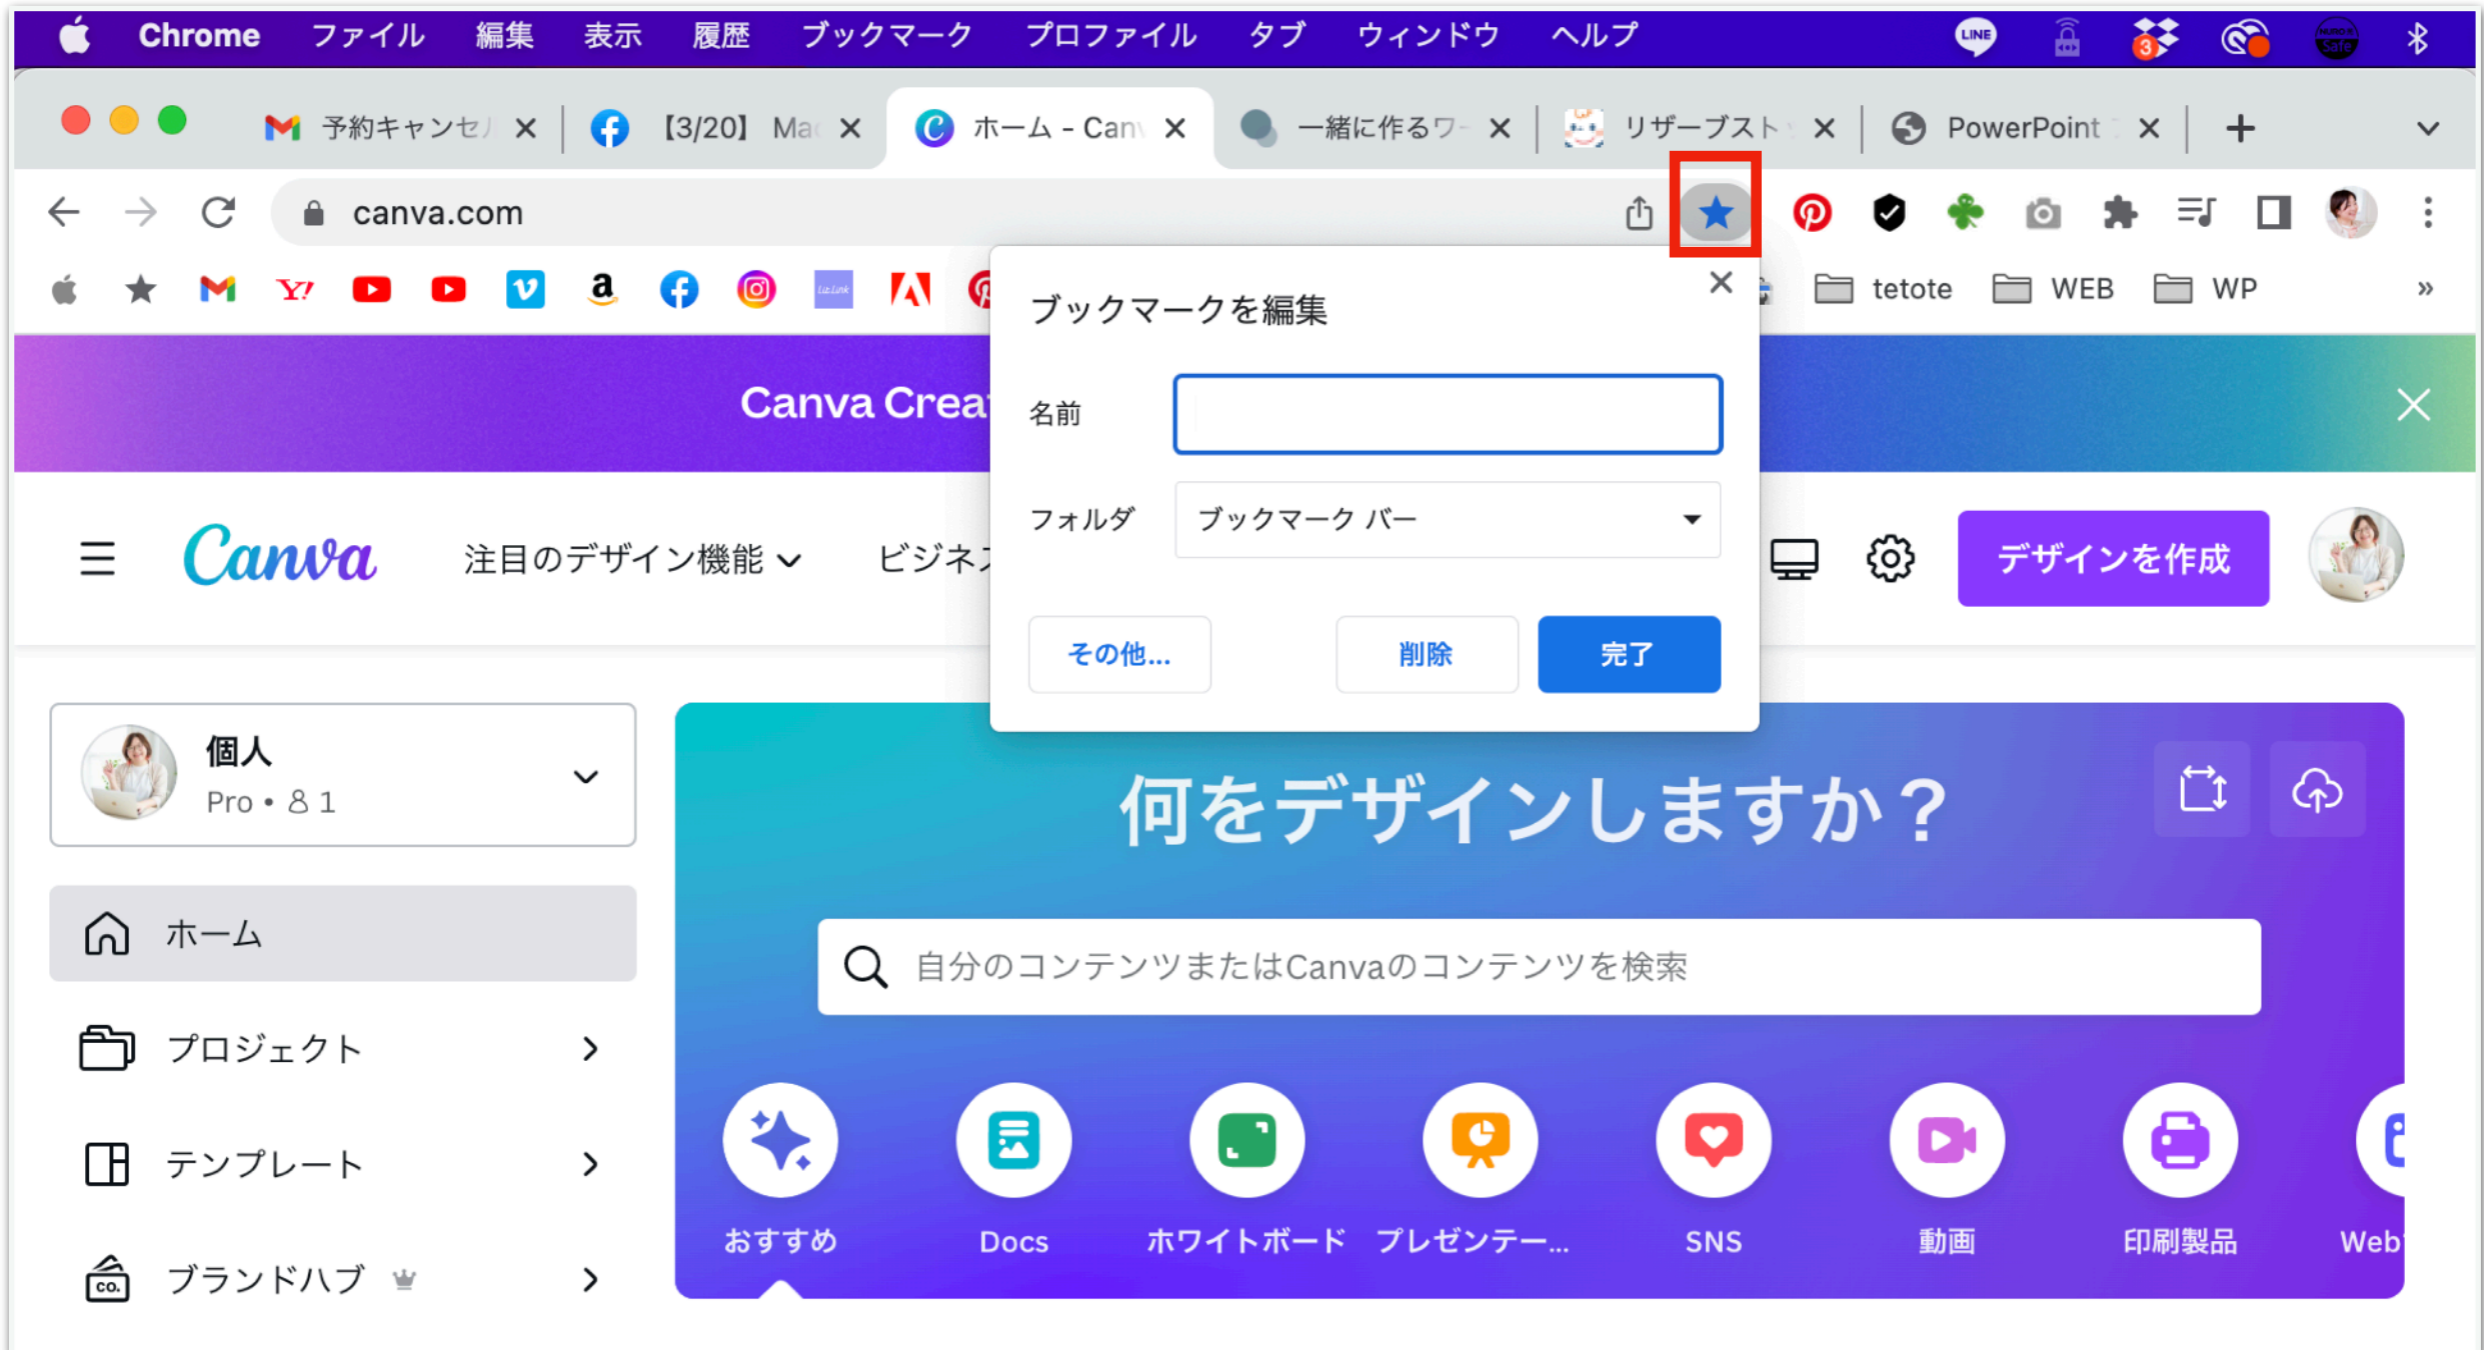 Chrome ファイル 編集 表示 履歴 ブックマーク プロファイル タブ ウィンドウ ヘルプ LINE 3
予約キャンセル 【3/20】 Mac ホーム - Canv 一緒に作るワー リザーブスト PowerPoint
canva.com
Y! a tetote WEB WP »
ブックマークを編集
Canva Crea
名前
フォルダ ブックマーク バー
Canva 注目のデザイン機能 ビジネス デザインを作成
その他... 削除 完了
個人
Pro • 1
何をデザインしますか？
ホーム
自分のコンテンツまたはCanvaのコンテンツを検索
プロジェクト
テンプレート
おすすめ Docs ホワイトボード プレゼンテー... SNS 動画 印刷製品 Web
co. ブランドハブ